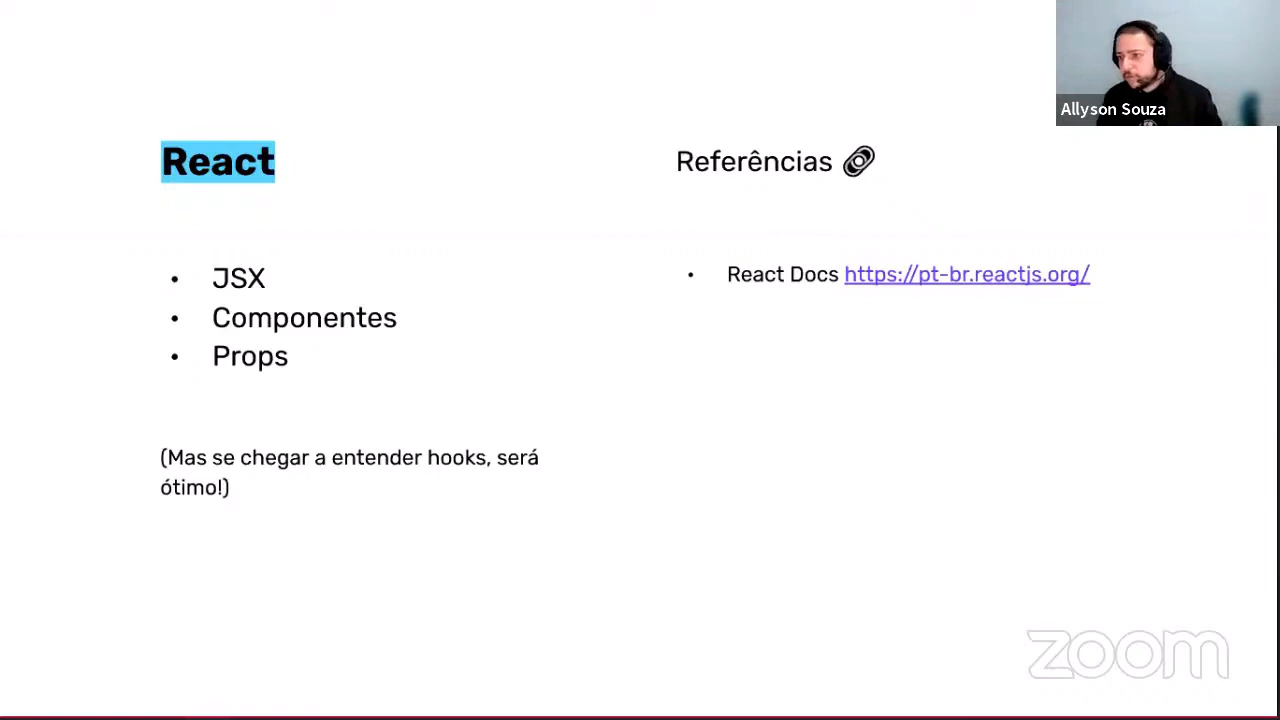 Allyson Souza
React
Referências
• JSX
• Componentes
• Props
• React Docs https://pt-br.reactjs.org/
(Mas se chegar a entender hooks, será
ótimo!)
zoom